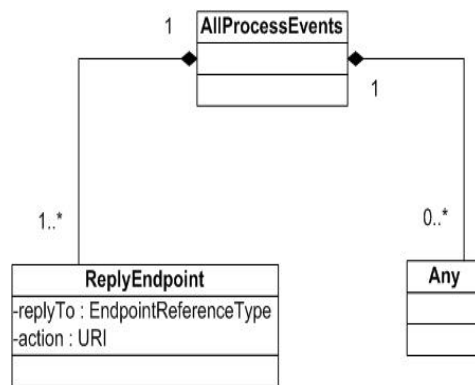 1
AllProcessEvents
1
1..*
0..*
ReplyEndpoint
-replyTo : EndpointReferenceType
-action : URI
Any